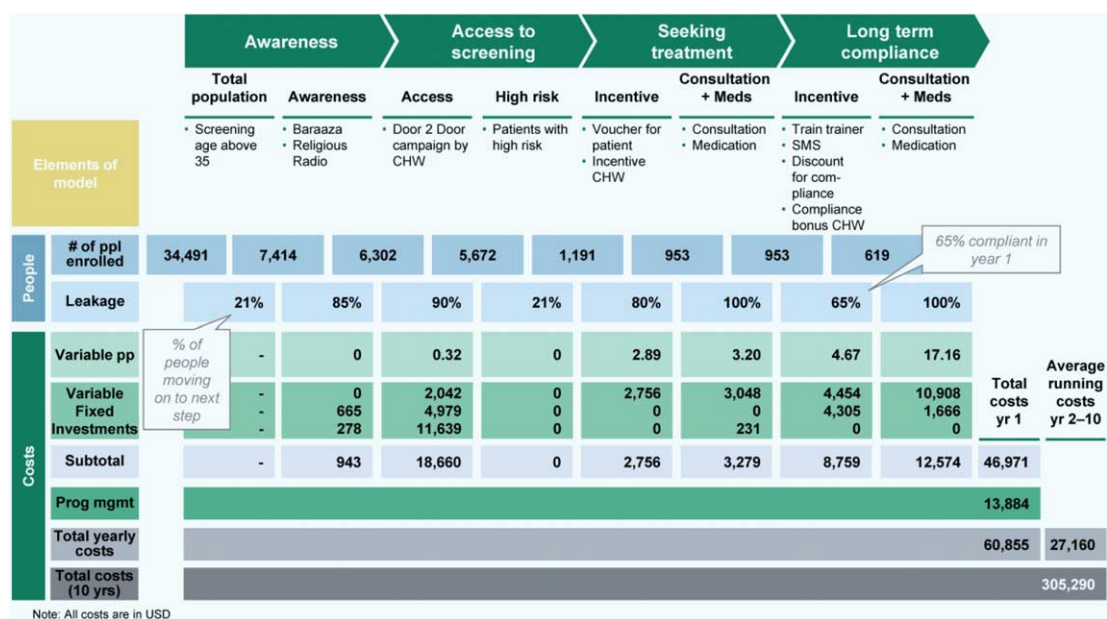 Awareness
Access to
screening
Seeking
treatment
Long term
compliance
Total
population
Awareness
Access
High risk
Incentive
Consultation
+ Meds
Incentive
Consultation
+ Meds
Elements of
model
• Screening
age above
35
• Baraaza
• Religious
Radio
• Door 2 Door
campaign by
CHW
• Patients with
high risk
• Voucher for
patient
• Incentive
CHW
• Consultation
• Medication
• Train trainer
• SMS
• Discount
for com-
pliance
• Compliance
bonus CHW
• Consultation
• Medication
People
# of ppl
enrolled
34,491 7,414 6,302 5,672 1,191 953 953 619
65% compliant in
year 1
Leakage 21% 85% 90% 21% 80% 100% 65% 100%
% of
people
moving
on to next
step
Costs
Variable pp - 0 0.32 0 2.89 3.20 4.67 17.16
Total
costs
yr 1
Average
running
costs
yr 2–10
Variable - 0 2,042 0 2,756 3,048 4,454 10,908
Fixed - 665 4,979 0 0 0 4,305 1,666
Investments - 278 11,639 0 0 231 0 0
Subtotal - 943 18,660 0 2,756 3,279 8,759 12,574 46,971
Prog mgmt 13,884
Total yearly
costs
60,855 27,160
Total costs
(10 yrs)
305,290
Note: All costs are in USD